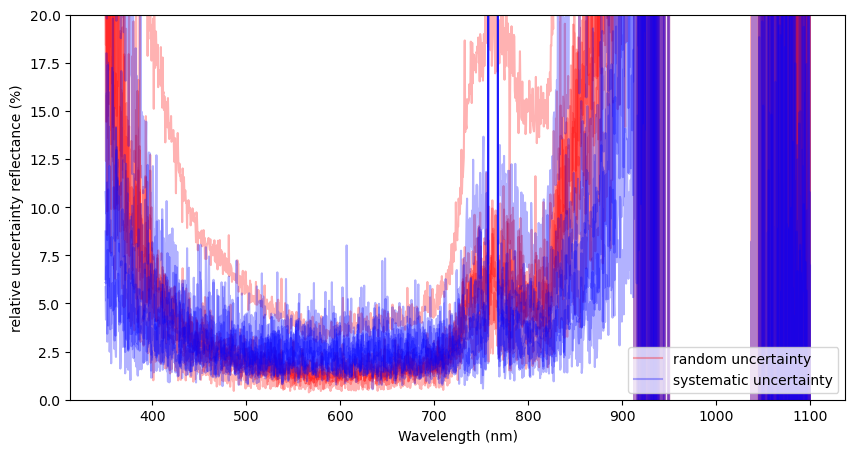 20.0
17.5
15.0
12.5
10.0
7.5
5.0
2.5
0.0
relative uncertainty reflectance (%)
random uncertainty
systematic uncertainty
400 500 600 700 800 900 1000 1100
Wavelength (nm)